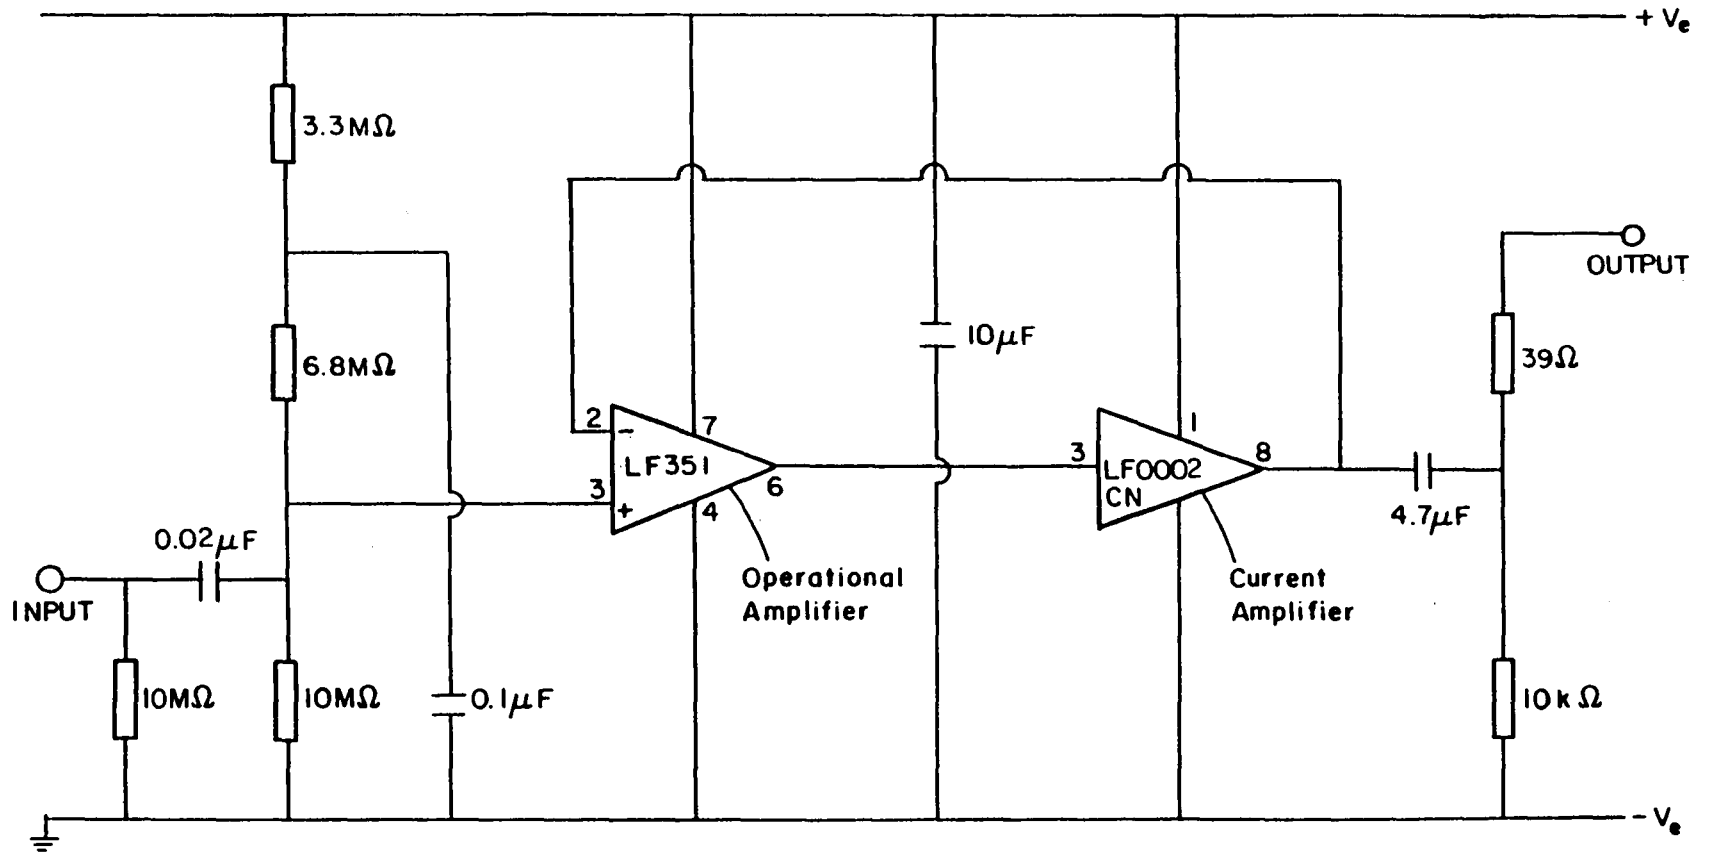 + Ve
3.3MΩ
OUTPUT
10μF
6.8MΩ
39Ω
2
-
7
1
LF351
3
LF0002
CN
8
3
+
6
4
4.7μF
0.02μF
INPUT
Operational
Amplifier
Current
Amplifier
10MΩ
10MΩ
0.1μF
10kΩ
- Ve